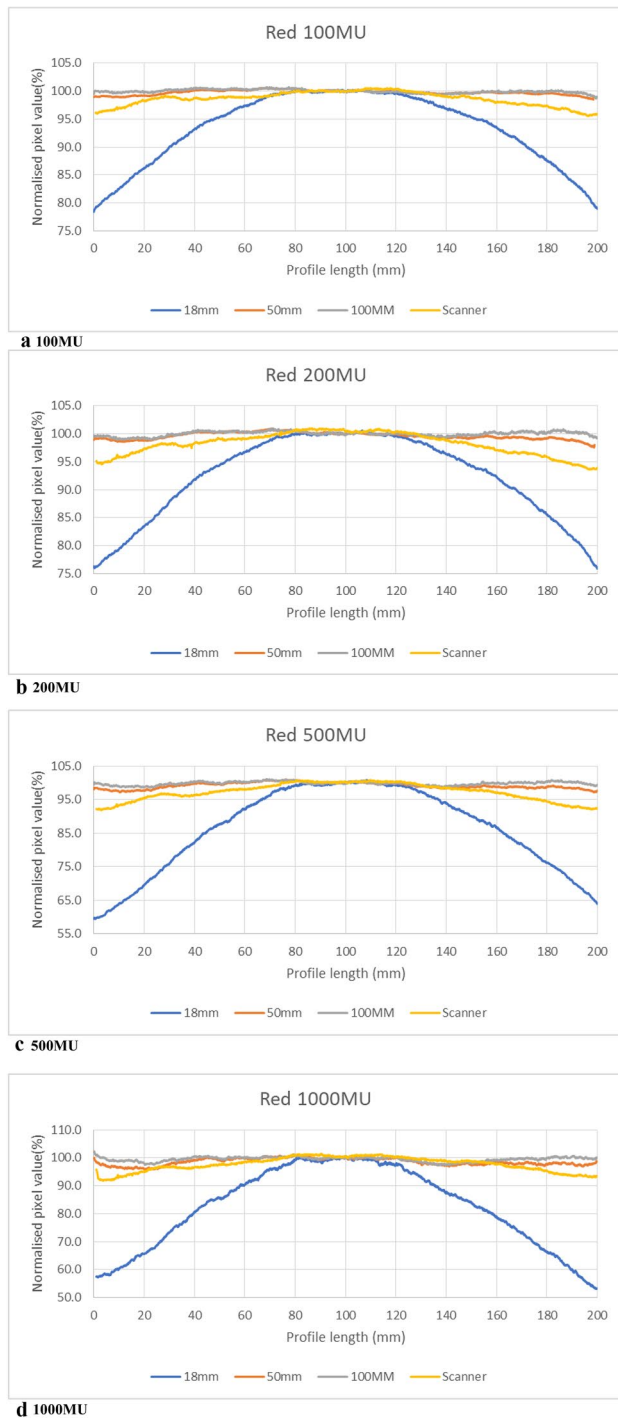 Red 100MU
Normalised pixel value(%)
105.0
100.0
95.0
90.0
85.0
80.0
75.0
0 20 40 60 80 100 120 140 160 180 200
Profile length (mm)
18mm 50mm 100MM Scanner
a 100MU
Red 200MU
Normalised pixel value(%)
105.0
100.0
95.0
90.0
85.0
80.0
75.0
0 20 40 60 80 100 120 140 160 180 200
Profile length (mm)
18mm 50mm 100MM Scanner
b 200MU
Red 500MU
Normalised pixel value(%)
105.0
95.0
85.0
75.0
65.0
55.0
0 20 40 60 80 100 120 140 160 180 200
Profile length (mm)
18mm 50mm 100MM Scanner
c 500MU
Red 1000MU
Normalised pixel value(%)
110.0
100.0
90.0
80.0
70.0
60.0
50.0
0 20 40 60 80 100 120 140 160 180 200
Profile length (mm)
18mm 50mm 100MM Scanner
d 1000MU